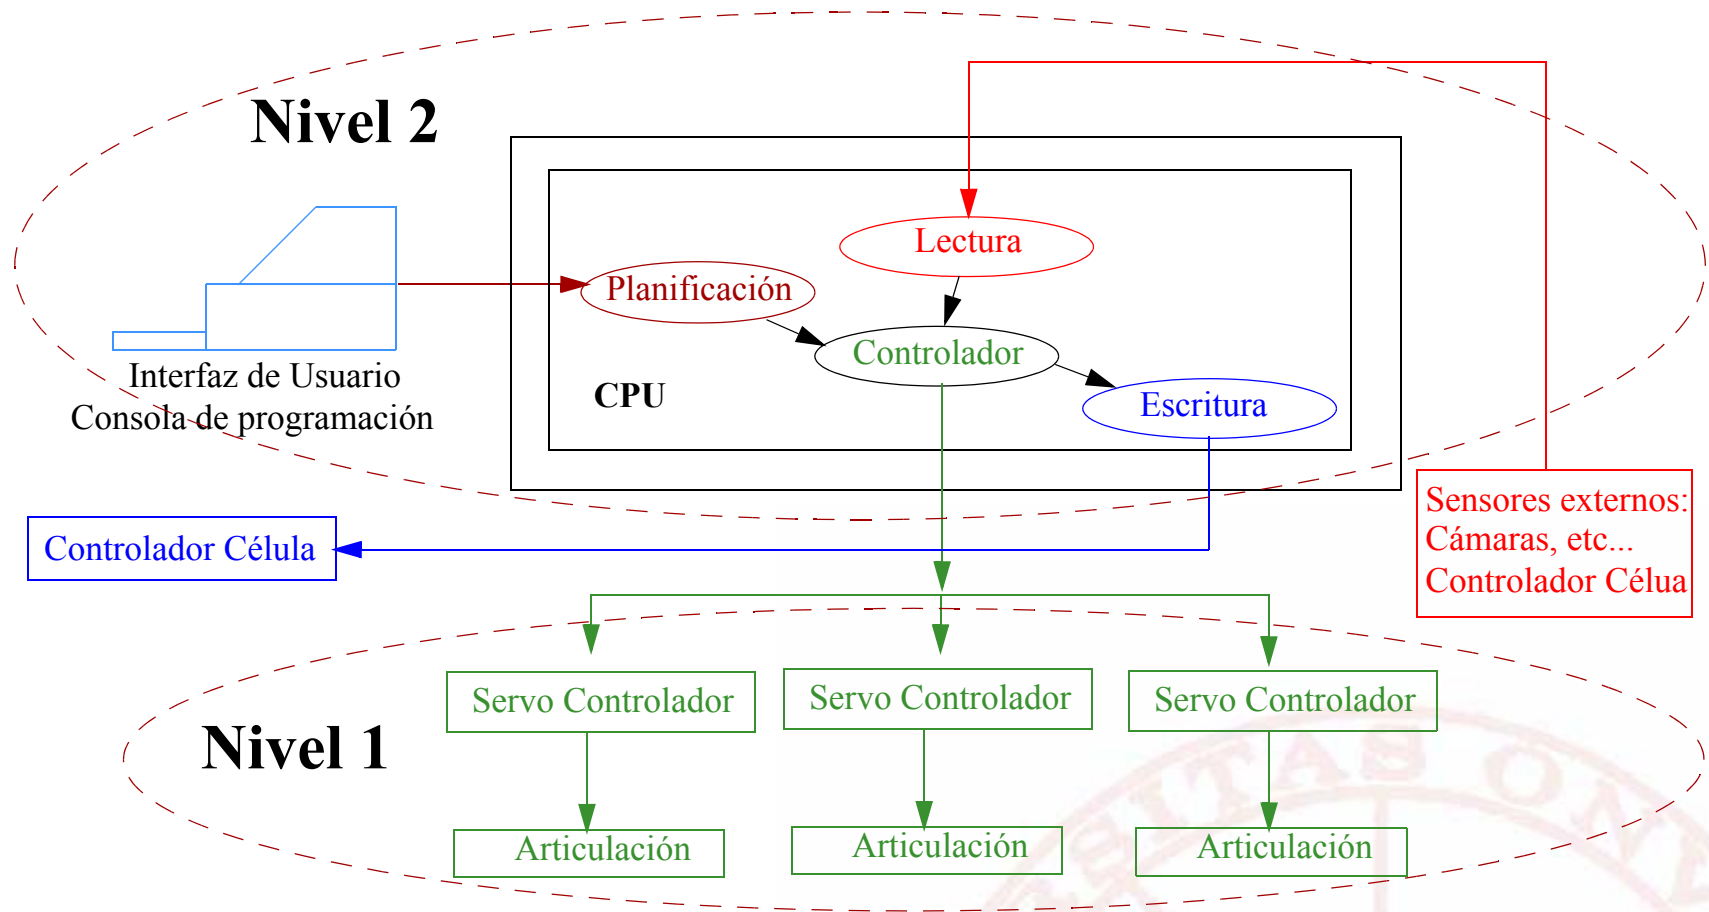 Nivel 2
Lectura
Planificación
Controlador
CPU
Escritura
Interfaz de Usuario
Consola de programación
Sensores externos:
Cámaras, etc...
Controlador Célua
Controlador Célula
Nivel 1
Servo Controlador
Servo Controlador
Servo Controlador
Articulación
Articulación
Articulación
SITAS